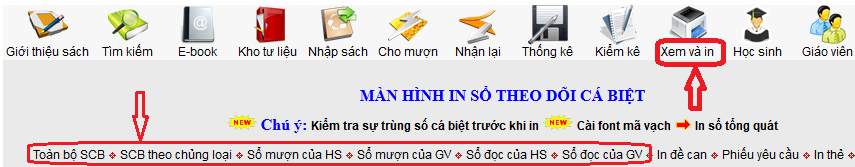 Giới thiệu sách Tìm kiếm E-book Kho tư liệu Nhập sách Cho mượn Nhận lại Thống kê Kiểm kê Xem và in Học sinh Giáo viên
MÀN HÌNH IN SỔ THEO DÕI CÁ BIỆT
NEW Chú ý: Kiểm tra sự trùng số cá biệt trước khi in NEW Cài font mã vạch In số tổng quát
Toàn bộ SCB SCB theo chủng loại Sổ mượn của HS Sổ mượn của GV Sổ đọc của HS Sổ đọc của GV In đề can Phiếu yêu cầu In thẻ